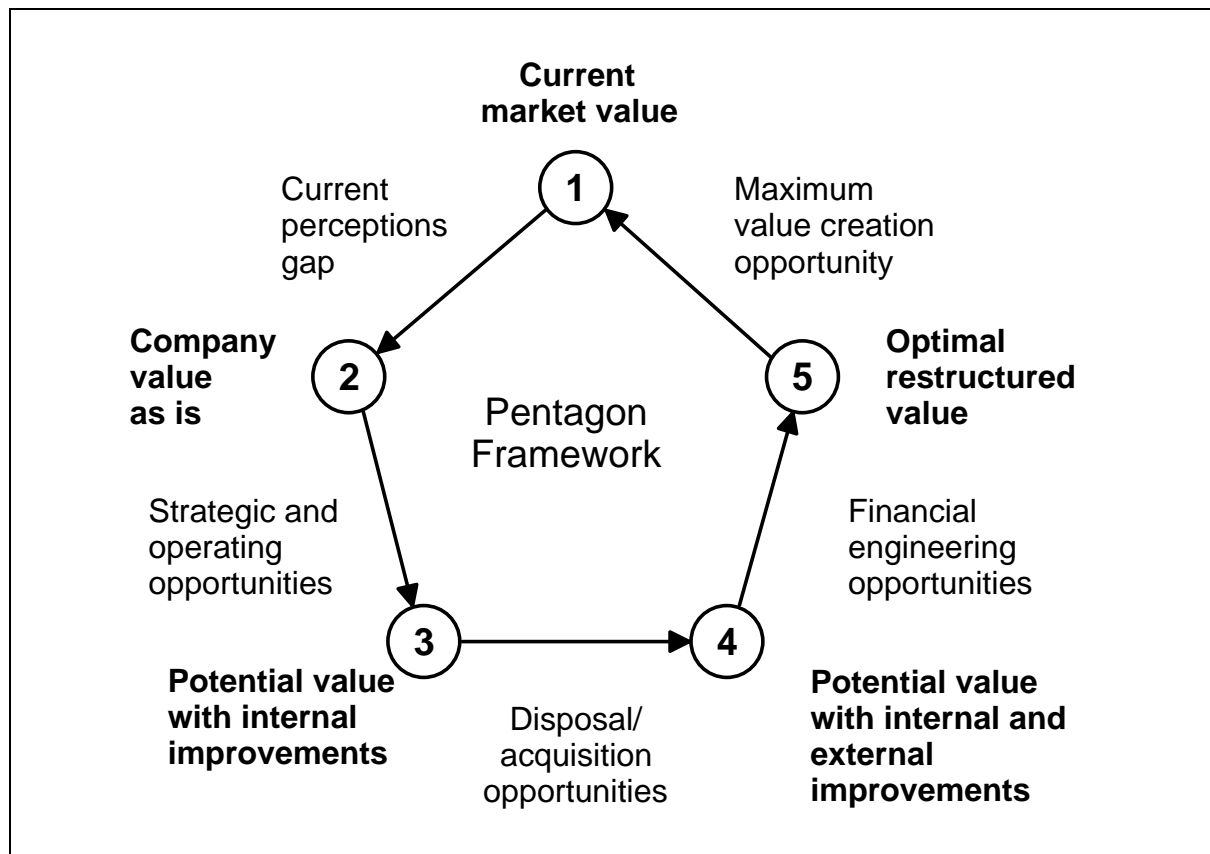 Current
market value
1
Current
perceptions
gap
Maximum
value creation
opportunity
Company
value
as is
2
Pentagon
Framework
5
Optimal
restructured
value
Strategic and
operating
opportunities
Financial
engineering
opportunities
3
4
Potential value
with internal
improvements
Disposal/
acquisition
opportunities
Potential value
with internal and
external
improvements